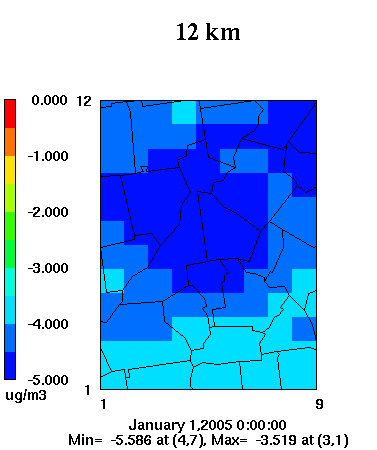 12 km
12
0.000
-1.000
-2.000
-3.000
-4.000
-5.000
ug/m3
1
1
9
January 1,2005 0:00:00
Min= -5.586 at (4,7), Max= -3.519 at (3,1)